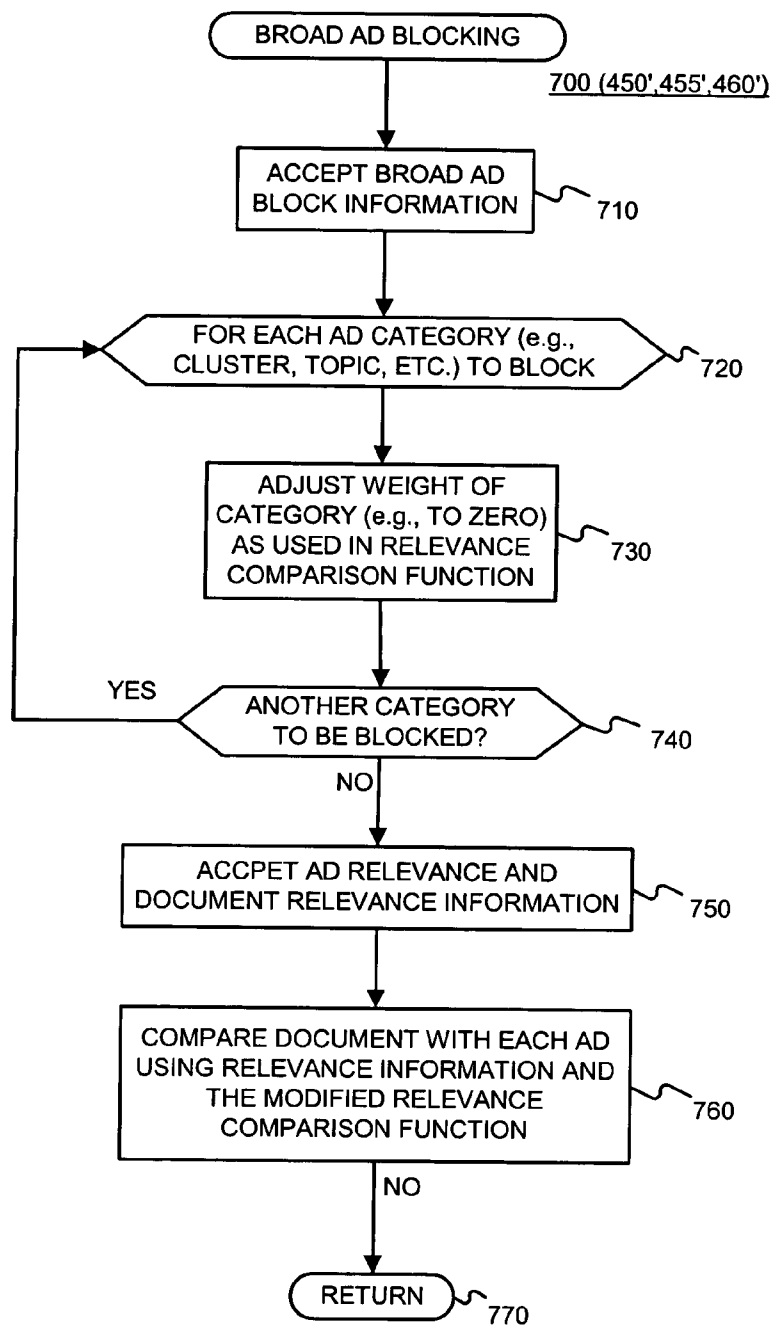 BROAD AD BLOCKING
700 (450',455',460')
ACCEPT BROAD AD
BLOCK INFORMATION
710
FOR EACH AD CATEGORY (e.g.,
CLUSTER, TOPIC, ETC.) TO BLOCK
720
ADJUST WEIGHT OF
CATEGORY (e.g., TO ZERO)
AS USED IN RELEVANCE
COMPARISON FUNCTION
730
YES
ANOTHER CATEGORY
TO BE BLOCKED?
740
NO
ACCPET AD RELEVANCE AND
DOCUMENT RELEVANCE INFORMATION
750
COMPARE DOCUMENT WITH EACH AD
USING RELEVANCE INFORMATION AND
THE MODIFIED RELEVANCE
COMPARISON FUNCTION
760
NO
RETURN
770